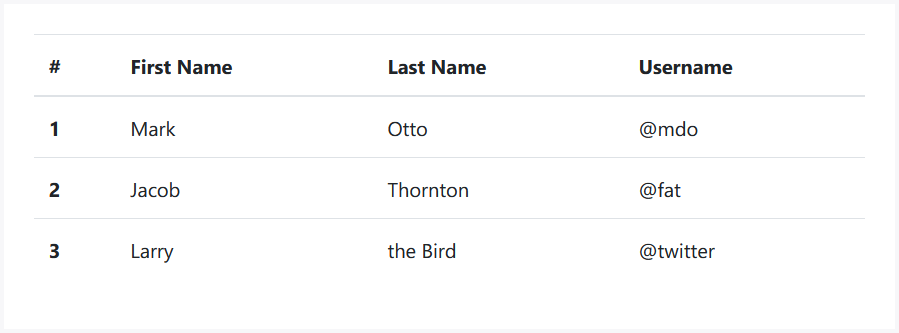 # First Name Last Name Username
1 Mark Otto @mdo
2 Jacob Thornton @fat
3 Larry the Bird @twitter